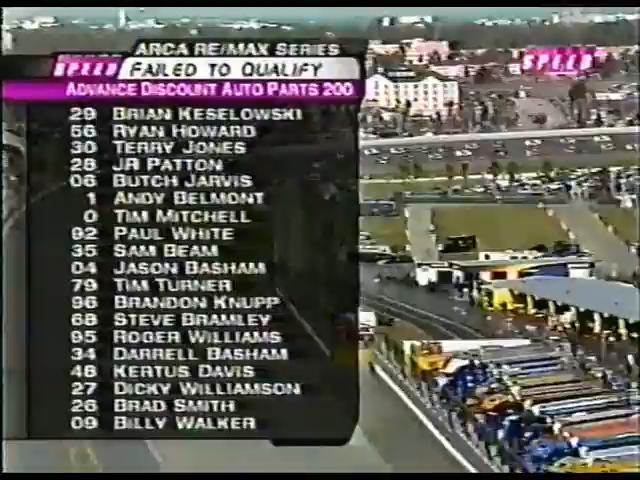 ARCA RE/MAX SERIES
SPEED FAILED TO QUALIFY
ADVANCE DISCOUNT AUTO PARTS 200
SPEED
29 BRIAN KESELOWSKI
56 RYAN HOWARD
30 TERRY JONES
28 JR PATTON
06 BUTCH JARVIS
1 ANDY BELMONT
0 TIM MITCHELL
92 PAUL WHITE
35 SAM BEAM
04 JASON BASHAM
79 TIM TURNER
96 BRANDON KNUPP
68 STEVE BRAMLEY
95 ROGER WILLIAMS
34 DARRELL BASHAM
48 KERTUS DAVIS
27 DICKY WILLIAMSON
26 BRAD SMITH
09 BILLY WALKER